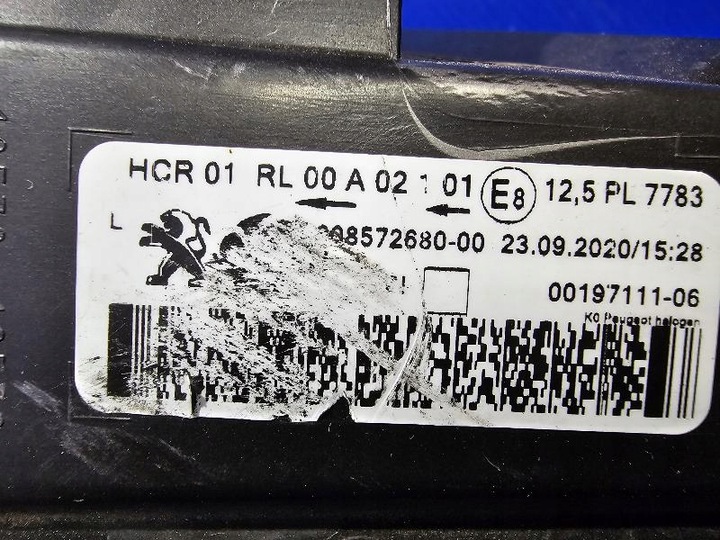 HCR 01 RL 00 A 02 1 01 E8 12,5 PL 7783
L 08572680-00 23.09.2020/15:28
00197111-06
K0 Peugeot halogen